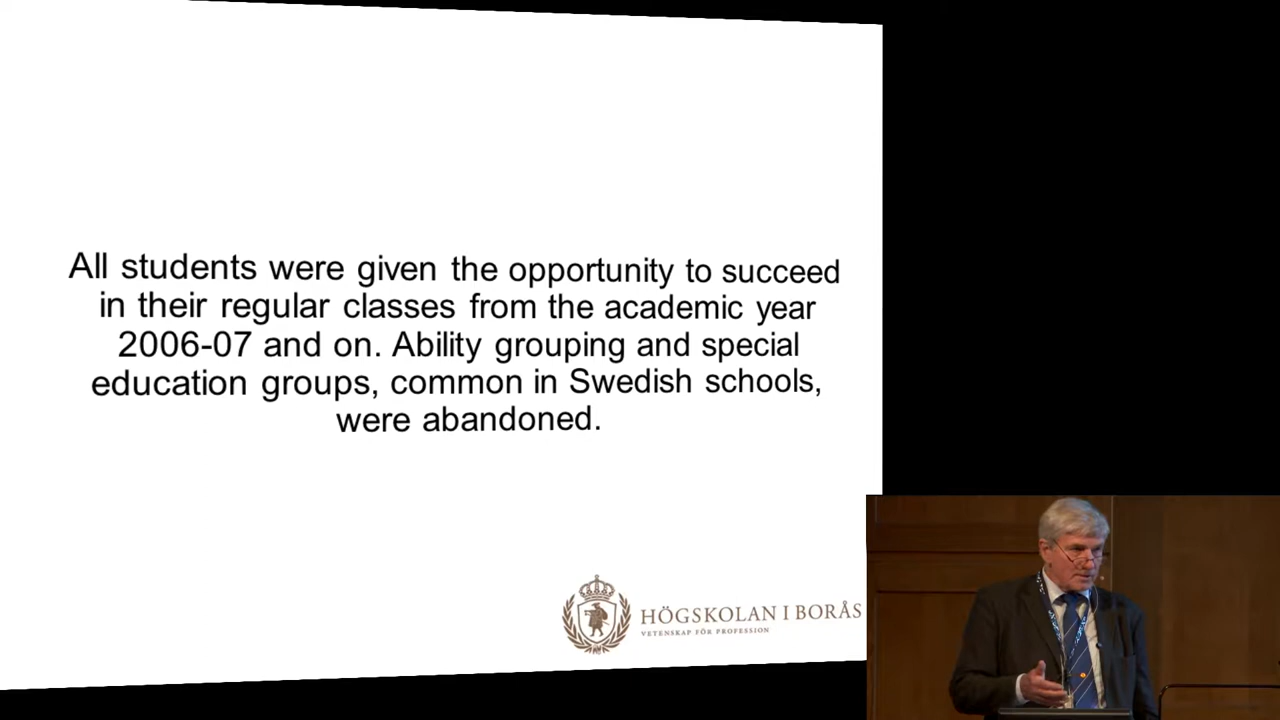 All students were given the opportunity to succeed
in their regular classes from the academic year
2006-07 and on. Ability grouping and special
education groups, common in Swedish schools,
were abandoned.
HÖGSKOLAN I BORÅS
VETENSKAP FÖR PROFESSION